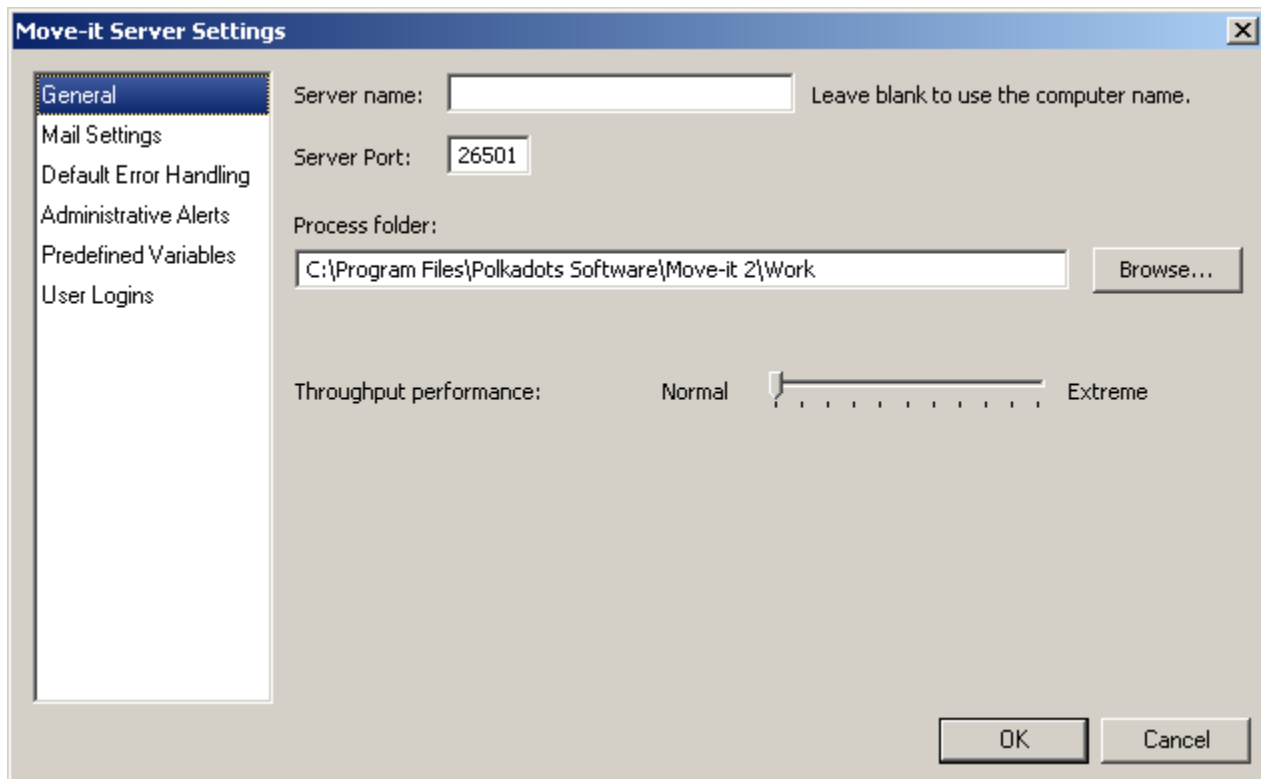 Move-it Server Settings
General
Mail Settings
Default Error Handling
Administrative Alerts
Predefined Variables
User Logins
Server name: Leave blank to use the computer name.
Server Port: 26501
Process folder:
C:\Program Files\Polkadots Software\Move-it 2\Work Browse...
Throughput performance: Normal Extreme
OK Cancel